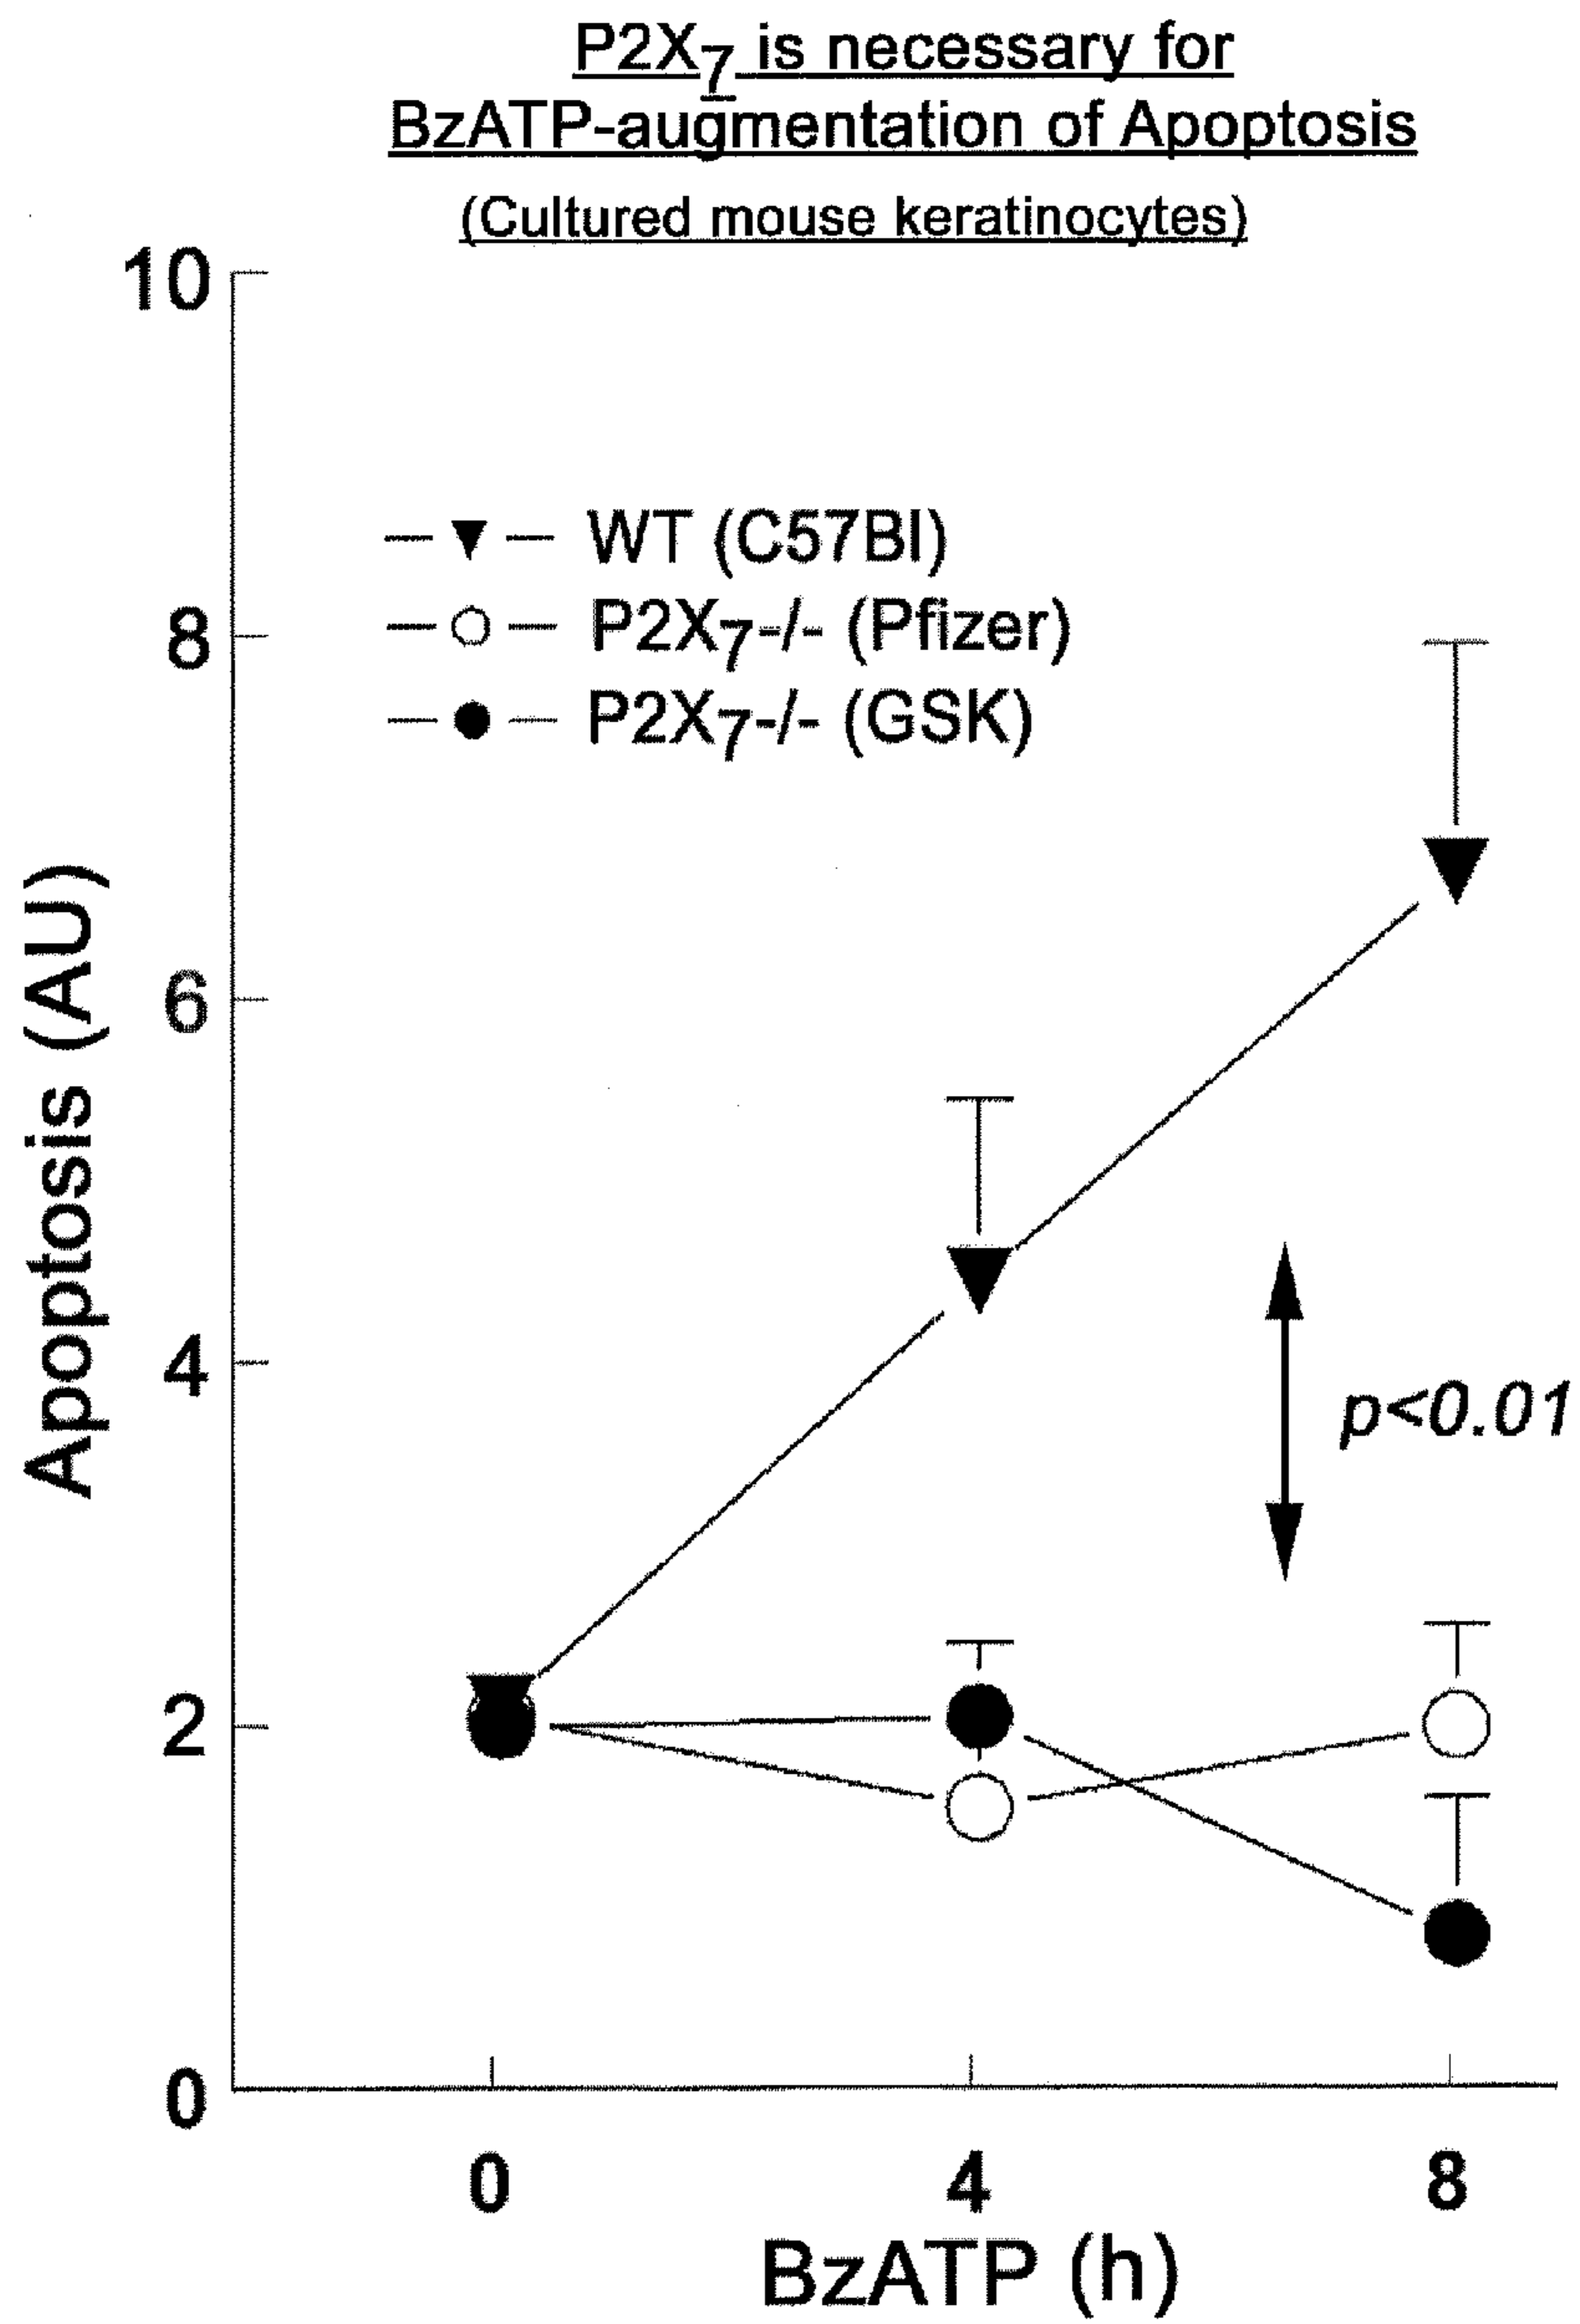 P2X7 is necessary for
BzATP-augmentation of Apoptosis
(Cultured mouse keratinocytes)
10
8
6
4
2
0
Apoptosis (AU)
WT (C57Bl)
P2X7-/- (Pfizer)
P2X7-/- (GSK)
p<0.01
0 4 8
BzATP (h)